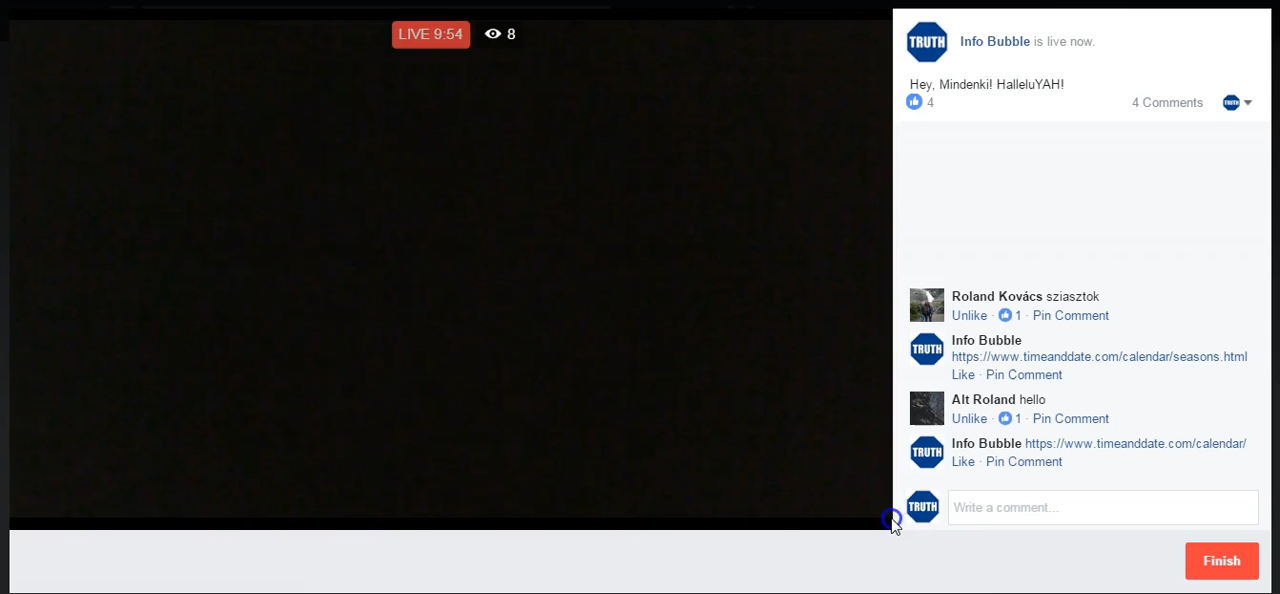 LIVE 9:54 8
TRUTH
Info Bubble is live now.
Hey, Mindenki! HalleluYAH!
4
4 Comments
TRUTH
Roland Kovács sziasztok
Unlike · 1 · Pin Comment
TRUTH
Info Bubble
https://www.timeanddate.com/calendar/seasons.html
Like · Pin Comment
Alt Roland hello
Unlike · 1 · Pin Comment
TRUTH
Info Bubble https://www.timeanddate.com/calendar/
Like · Pin Comment
TRUTH
Write a comment...
Finish